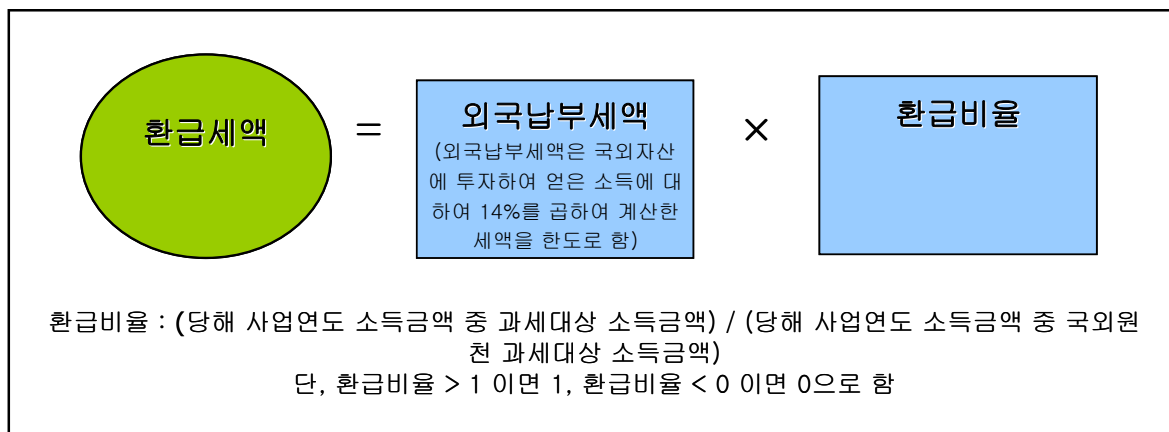 환급세액
=
외국납부세액
(외국납부세액은 국외자산
에 투자하여 얻은 소득에 대
하여 14%를 곱하여 계산한
세액을 한도로 함)
×
환급비율
환급비율 : (당해 사업연도 소득금액 중 과세대상 소득금액) / (당해 사업연도 소득금액 중 국외원
천 과세대상 소득금액)
단, 환급비율 > 1 이면 1, 환급비율 < 0 이면 0으로 함